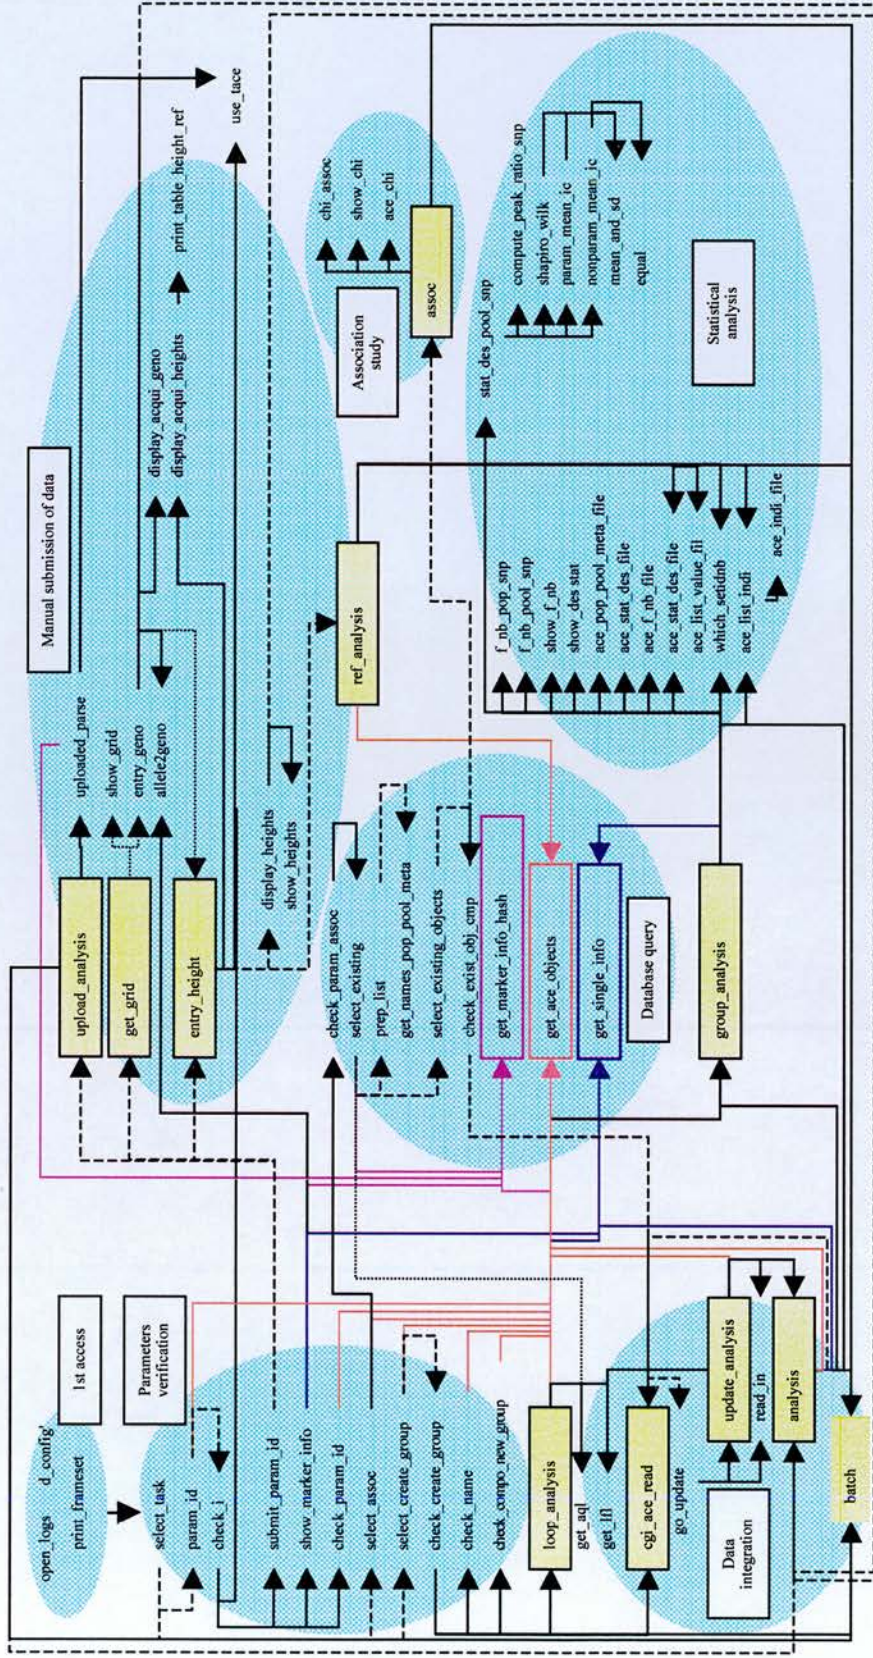 open_logs d_config'
print_frameset
1st access
Parameters
verification
select_task
param_id
check_i
submit_param_id
show_marker_info
check_param_id
select_assoc
select_create_group
check_create_group
check_name
check_compo_new_group
loop_analysis
get_aql
get_lfl
cgi_ace_read
go_update
update_analysis
read_in
analysis
Data
integration
batch
Manual submission of data
upload_analysis
get_grid
entry_height
uploaded_parse
show_grid
entry_geno
allele2geno
display_acqui_geno
display_acqui_heights
print_table_height_ref
use_tace
display_heights
show_heights
ref_analysis
check_param_assoc
select_existing
prep_list
get_names_pop_pool_meta
select_existing_objects
check_exist_obj_cmp
get_marker_info_hash
get_ace_objects
get_single_info
Database query
group_analysis
Association
study
assoc
chi_assoc
show_chi
ace_chi
stat_des_pool_snp
compute_peak_ratio_snp
shapiro_wilk
param_mean_ic
nonparam_mean_ic
mean_and_sd
equal
Statistical
analysis
f_nb_pop_snp
f_nb_pool_snp
show_f_nb
show_des stat
ace_pop_pool_meta_file
ace_stat_des_file
ace_f_nb_file
ace_stat_des_file
ace_list_value_fil
which_setidnb
ace_list_indi
ace_indi_file